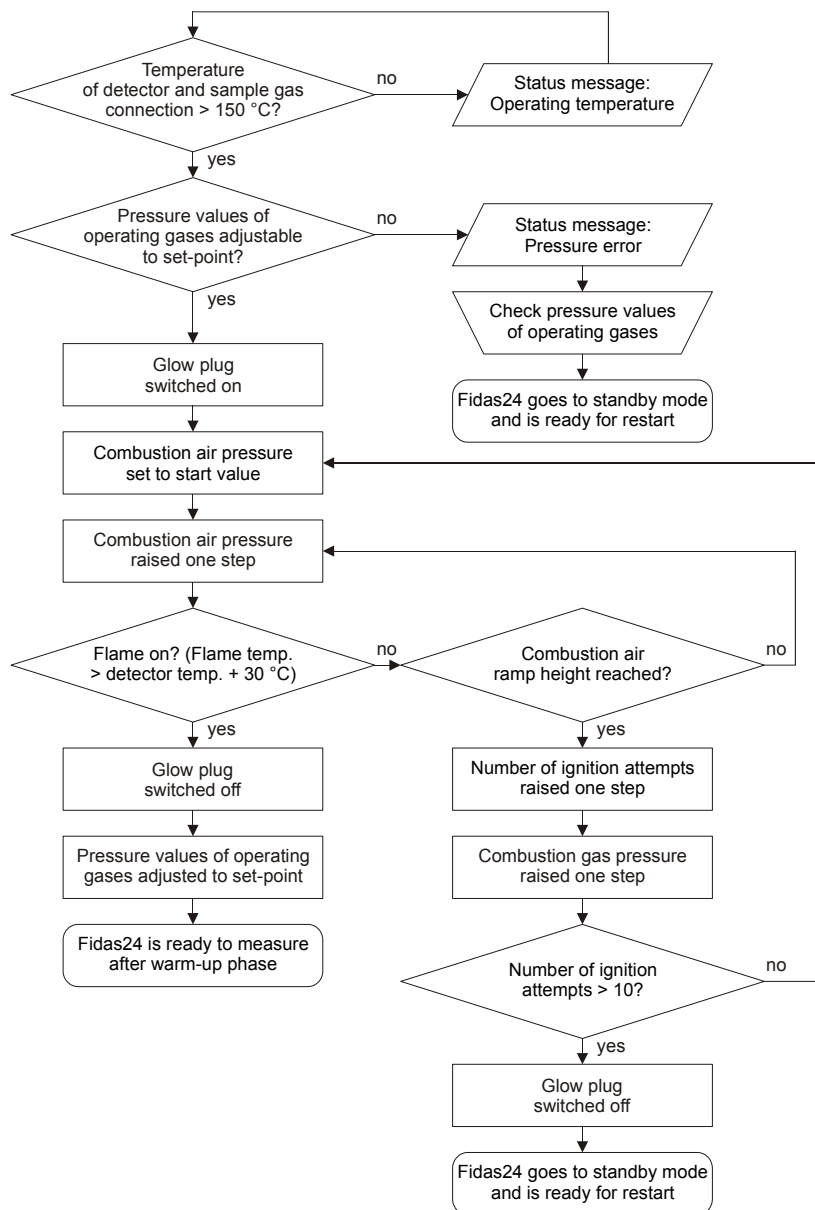 Temperature
of detector and sample gas
connection > 150 °C?
no
Status message:
Operating temperature
yes
Pressure values of
operating gases adjustable
to set-point?
no
Status message:
Pressure error
yes
Check pressure values
of operating gases
Glow plug
switched on
Fidas24 goes to standby mode
and is ready for restart
Combustion air pressure
set to start value
Combustion air pressure
raised one step
Flame on? (Flame temp.
> detector temp. + 30 °C)
no
Combustion air
ramp height reached?
no
yes
yes
Glow plug
switched off
Number of ignition attempts
raised one step
Pressure values of operating
gases adjusted to set-point
Combustion gas pressure
raised one step
Fidas24 is ready to measure
after warm-up phase
Number of ignition
attempts > 10?
no
yes
Glow plug
switched off
Fidas24 goes to standby mode
and is ready for restart